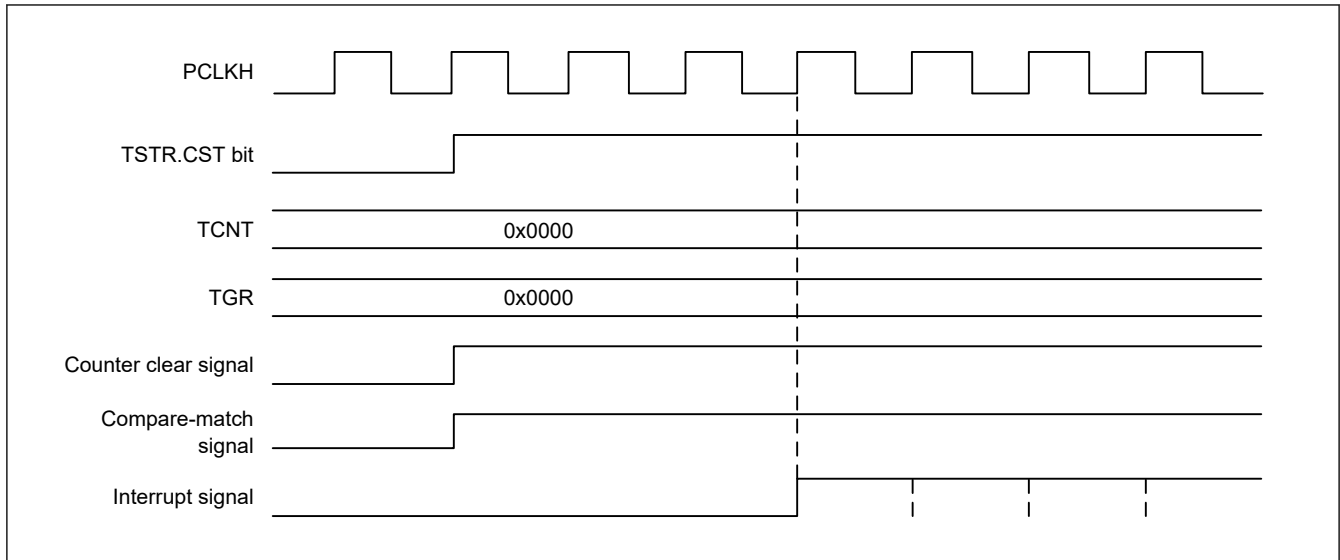 PCLKH
TSTR.CST bit
TCNT
0x0000
TGR
0x0000
Counter clear signal
Compare-match
signal
Interrupt signal